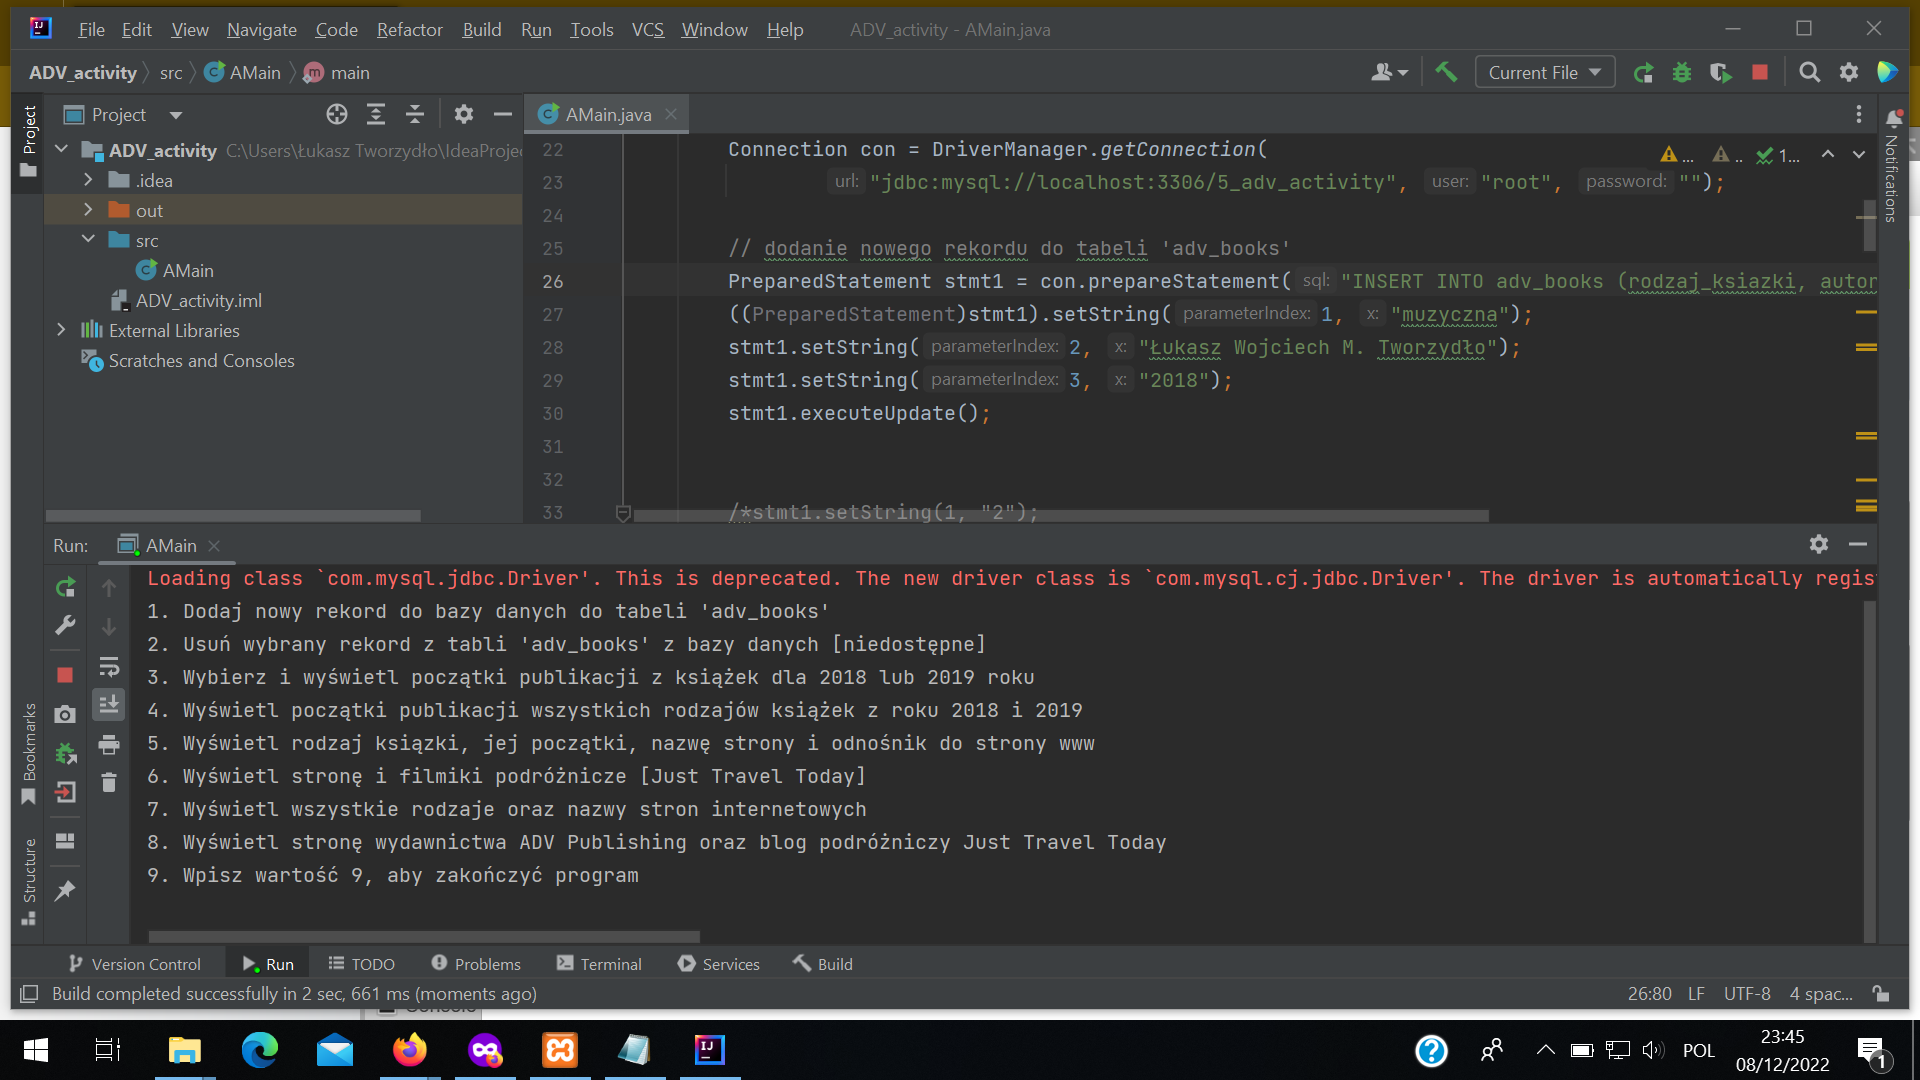 File Edit View Navigate Code Refactor Build Run Tools VCS Window Help ADV_activity - AMain.java
ADV_activity src AMain main Current File
Project
Project
ADV_activity C:\Users\Łukasz Tworzydło\IdeaProje
.idea
out
src
AMain
ADV_activity.iml
External Libraries
Scratches and Consoles
AMain.java
22 Connection con = DriverManager.getConnection(
23 url: "jdbc:mysql://localhost:3306/5_adv_activity", user: "root", password: "");
24
25 // dodanie nowego rekordu do tabeli 'adv_books'
26 PreparedStatement stmt1 = con.prepareStatement( sql: "INSERT INTO adv_books (rodzaj_ksiazki, autor
27 ((PreparedStatement)stmt1).setString( parameterIndex: 1, x: "muzyczna");
28 stmt1.setString( parameterIndex: 2, x: "Łukasz Wojciech M. Tworzydło");
29 stmt1.setString( parameterIndex: 3, x: "2018");
30 stmt1.executeUpdate();
31
32
33 /*stmt1.setString(1, "2");
... .. 1...
Notifications
Run: AMain
Loading class `com.mysql.jdbc.Driver'. This is deprecated. The new driver class is `com.mysql.cj.jdbc.Driver'. The driver is automatically regis
1. Dodaj nowy rekord do bazy danych do tabeli 'adv_books'
2. Usuń wybrany rekord z tabli 'adv_books' z bazy danych [niedostępne]
3. Wybierz i wyświetl początki publikacji z książek dla 2018 lub 2019 roku
4. Wyświetl początki publikacji wszystkich rodzajów książek z roku 2018 i 2019
5. Wyświetl rodzaj ksiązki, jej początki, nazwę strony i odnośnik do strony www
6. Wyświetl stronę i filmiki podróżnicze [Just Travel Today]
7. Wyświetl wszystkie rodzaje oraz nazwy stron internetowych
8. Wyświetl stronę wydawnictwa ADV Publishing oraz blog podróżniczy Just Travel Today
9. Wpisz wartość 9, aby zakończyć program
Bookmarks
Structure
Version Control Run TODO Problems Terminal Services Build
Build completed successfully in 2 sec, 661 ms (moments ago) 26:80 LF UTF-8 4 spac...
Console
POL
23:45
08/12/2022
1